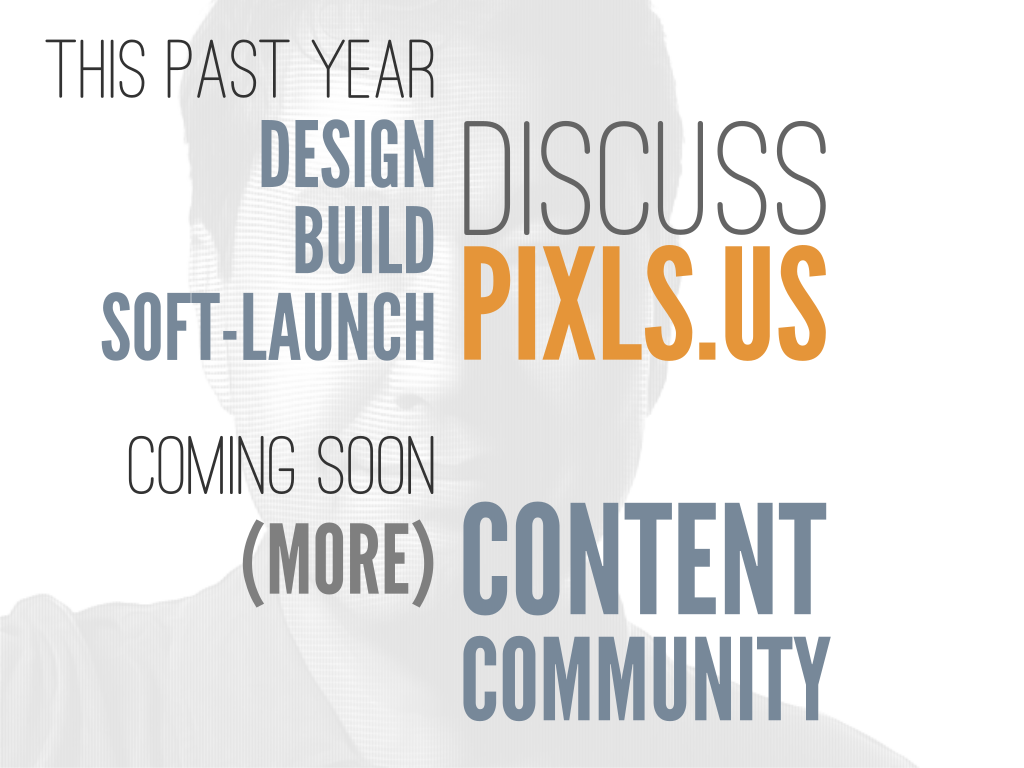 THIS PAST YEAR
DESIGN
BUILD
SOFT-LAUNCH
DISCUSS
PIXLS.US
COMING SOON
(MORE)
CONTENT
COMMUNITY